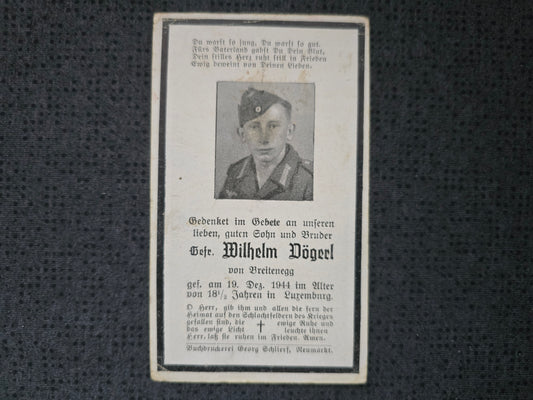 Du warst so jung, Du warst so gut.
Fürs Vaterland gabst Du Dein Blut,
Dein stilles Herz ruht still in Frieden
Ewig beweint von Deinen Lieben.
Gedenket im Gebete an unseren
lieben, guten Sohn und Bruder
Gefr. Wilhelm Dögerl
von Breitenegg
gef. am 19. Dez. 1944 im Alter
von 18½ Jahren in Luxemburg.
O Herr, gib ihm und allen die fern der
Heimat auf den Schlachtfeldern des Krieges
gefallen sind, die ewige Ruhe und
das ewige Licht leuchte ihnen
Herr, laß sie ruhen im Frieden. Amen.
Buchdruckerei Georg Schlierf, Neumarkt.